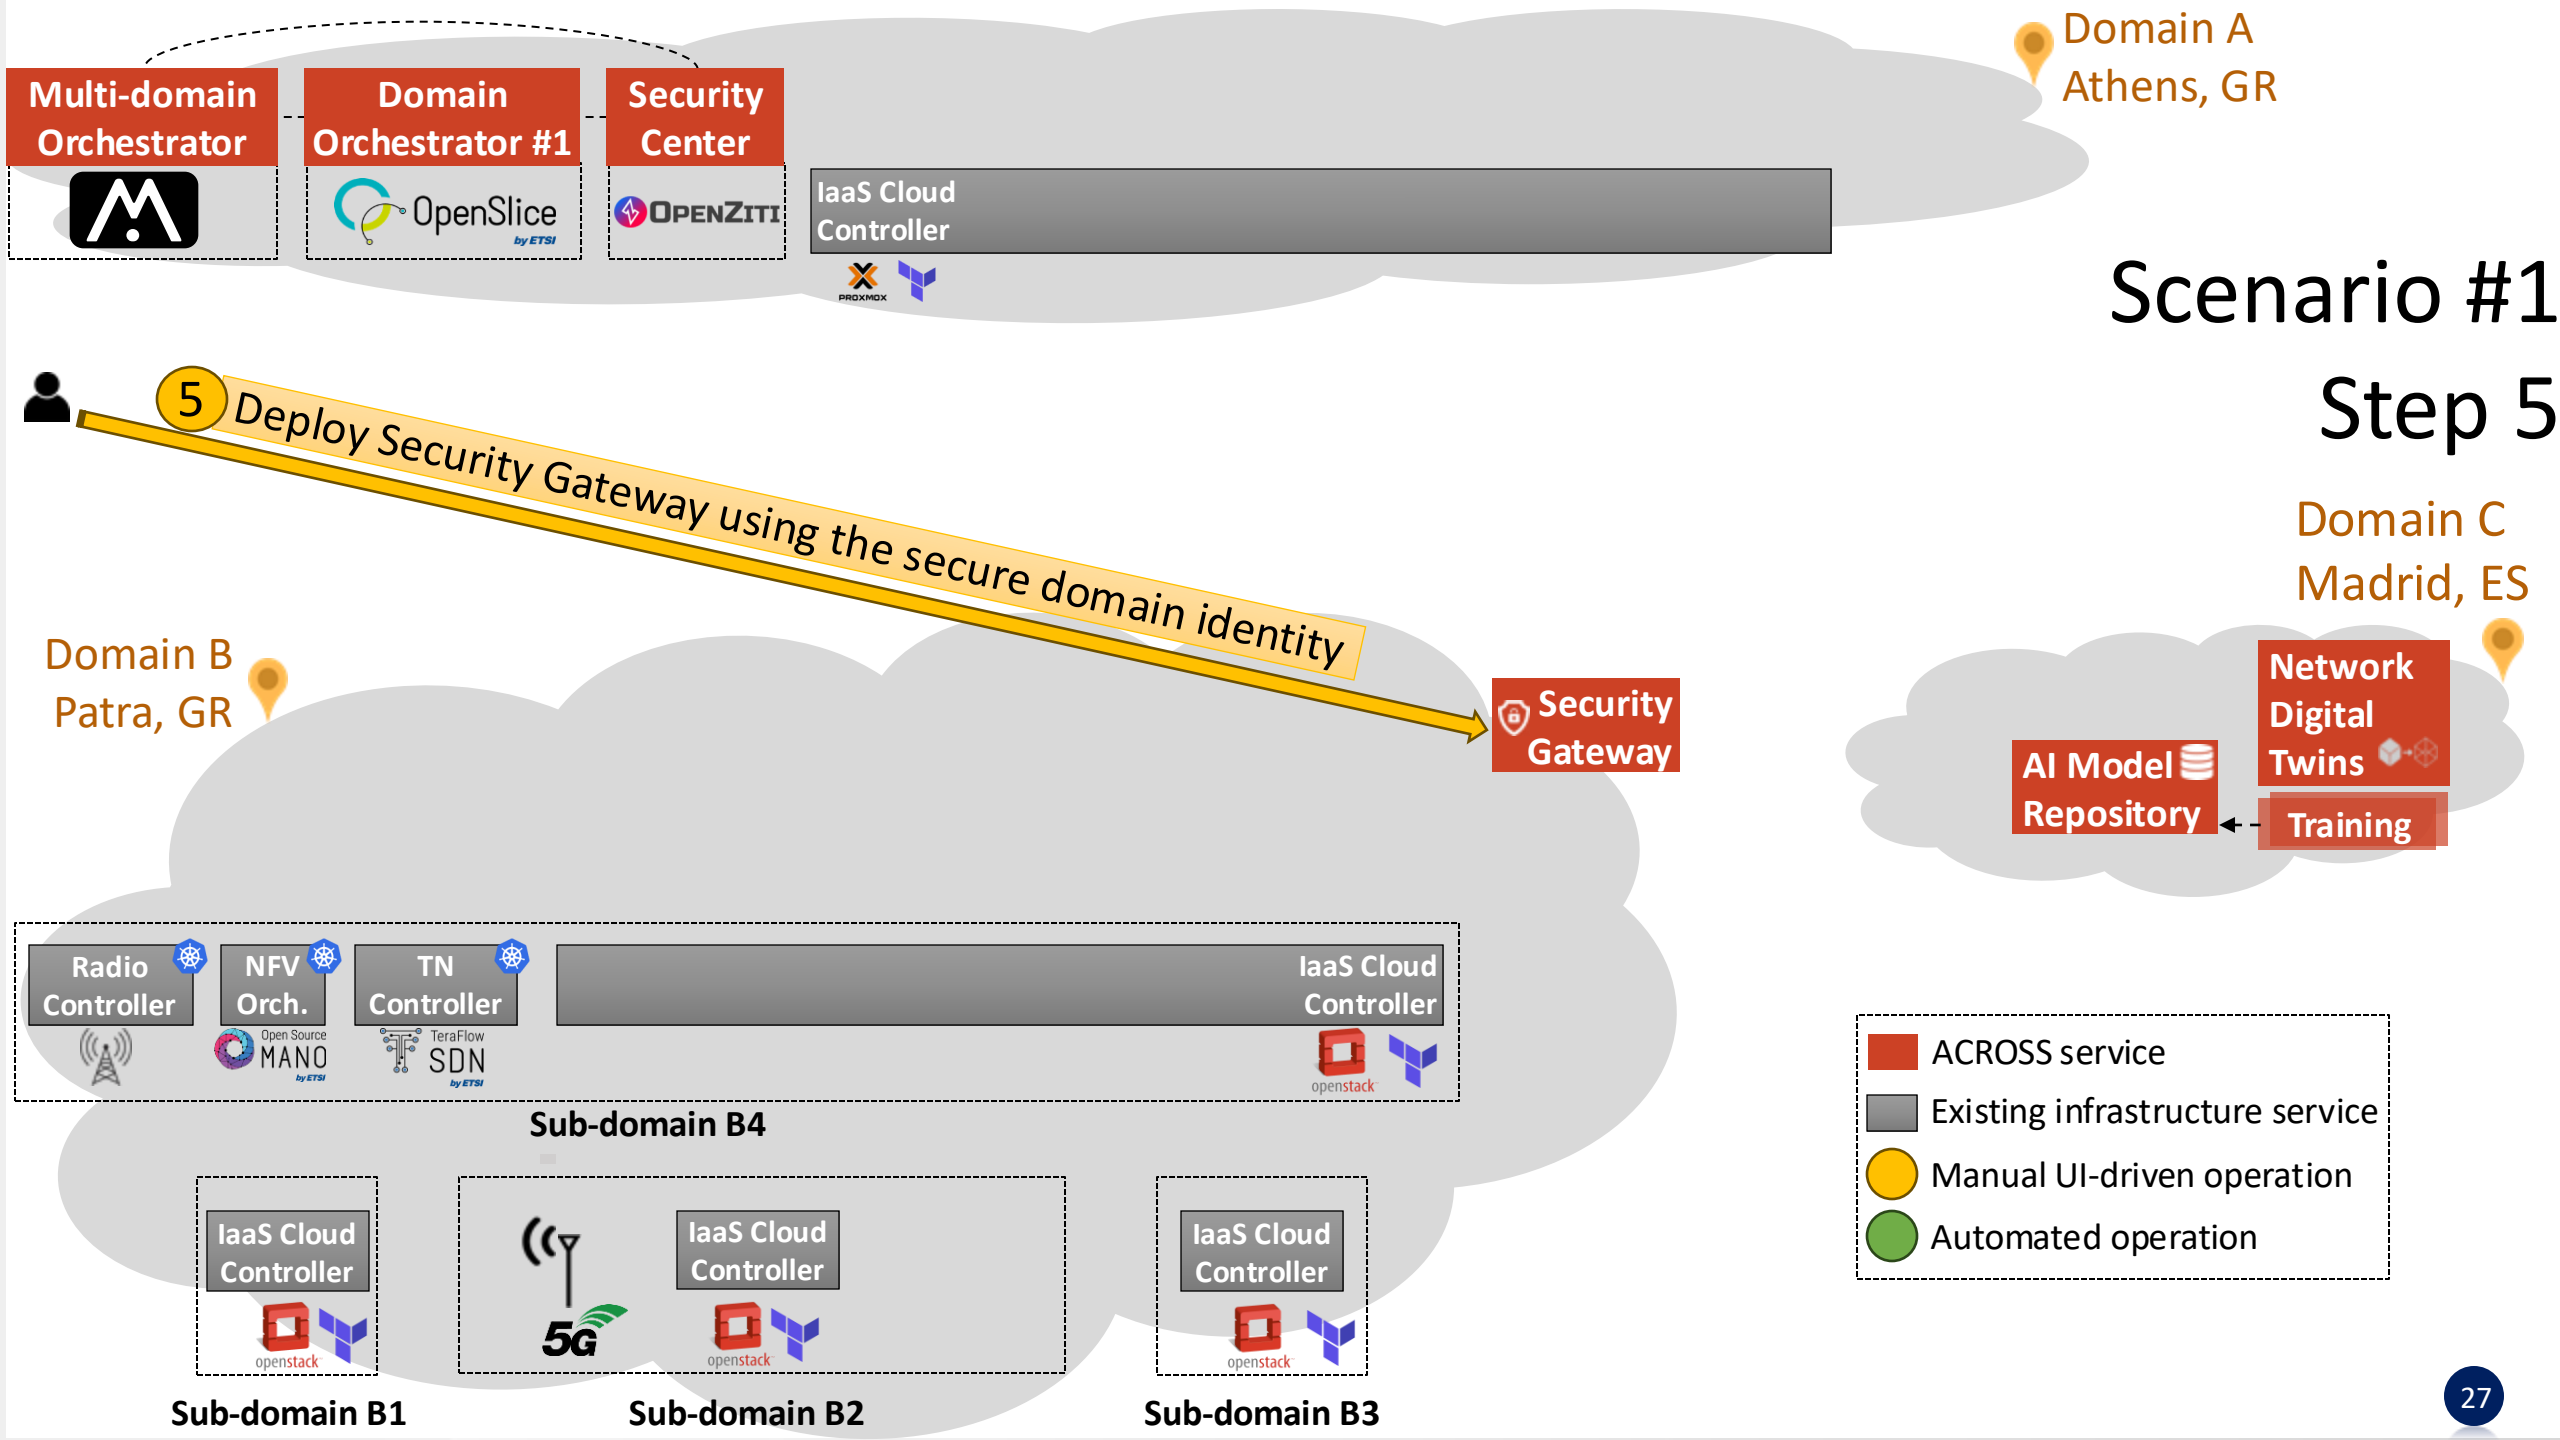 Domain A
Athens, GR
Multi-domain
Orchestrator
Domain
Orchestrator #1
Security
Center
OpenSlice
by ETSI
OPENZITI
IaaS Cloud
Controller
PROXMOX
Scenario #1
Step 5
5
Deploy Security Gateway using the secure domain identity
Domain C
Madrid, ES
Domain B
Patra, GR
Security
Gateway
Network
Digital
Twins
AI Model
Repository
Training
Radio
Controller
NFV
Orch.
TN
Controller
IaaS Cloud
Controller
Open Source
MANO
by ETSI
TeraFlow
SDN
by ETSI
openstack
Sub-domain B4
ACROSS service
Existing infrastructure service
Manual UI-driven operation
Automated operation
IaaS Cloud
Controller
openstack
Sub-domain B1
5G
IaaS Cloud
Controller
openstack
Sub-domain B2
IaaS Cloud
Controller
openstack
Sub-domain B3
27